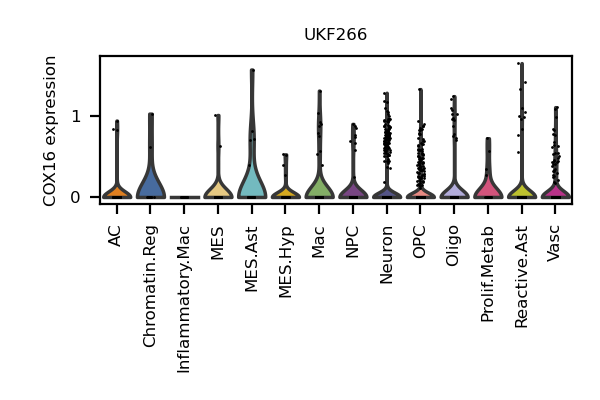 UKF266
COX16 expression
1
0
AC
Chromatin.Reg
Inflammatory.Mac
MES
MES.Ast
MES.Hyp
Mac
NPC
Neuron
OPC
Oligo
Prolif.Metab
Reactive.Ast
Vasc